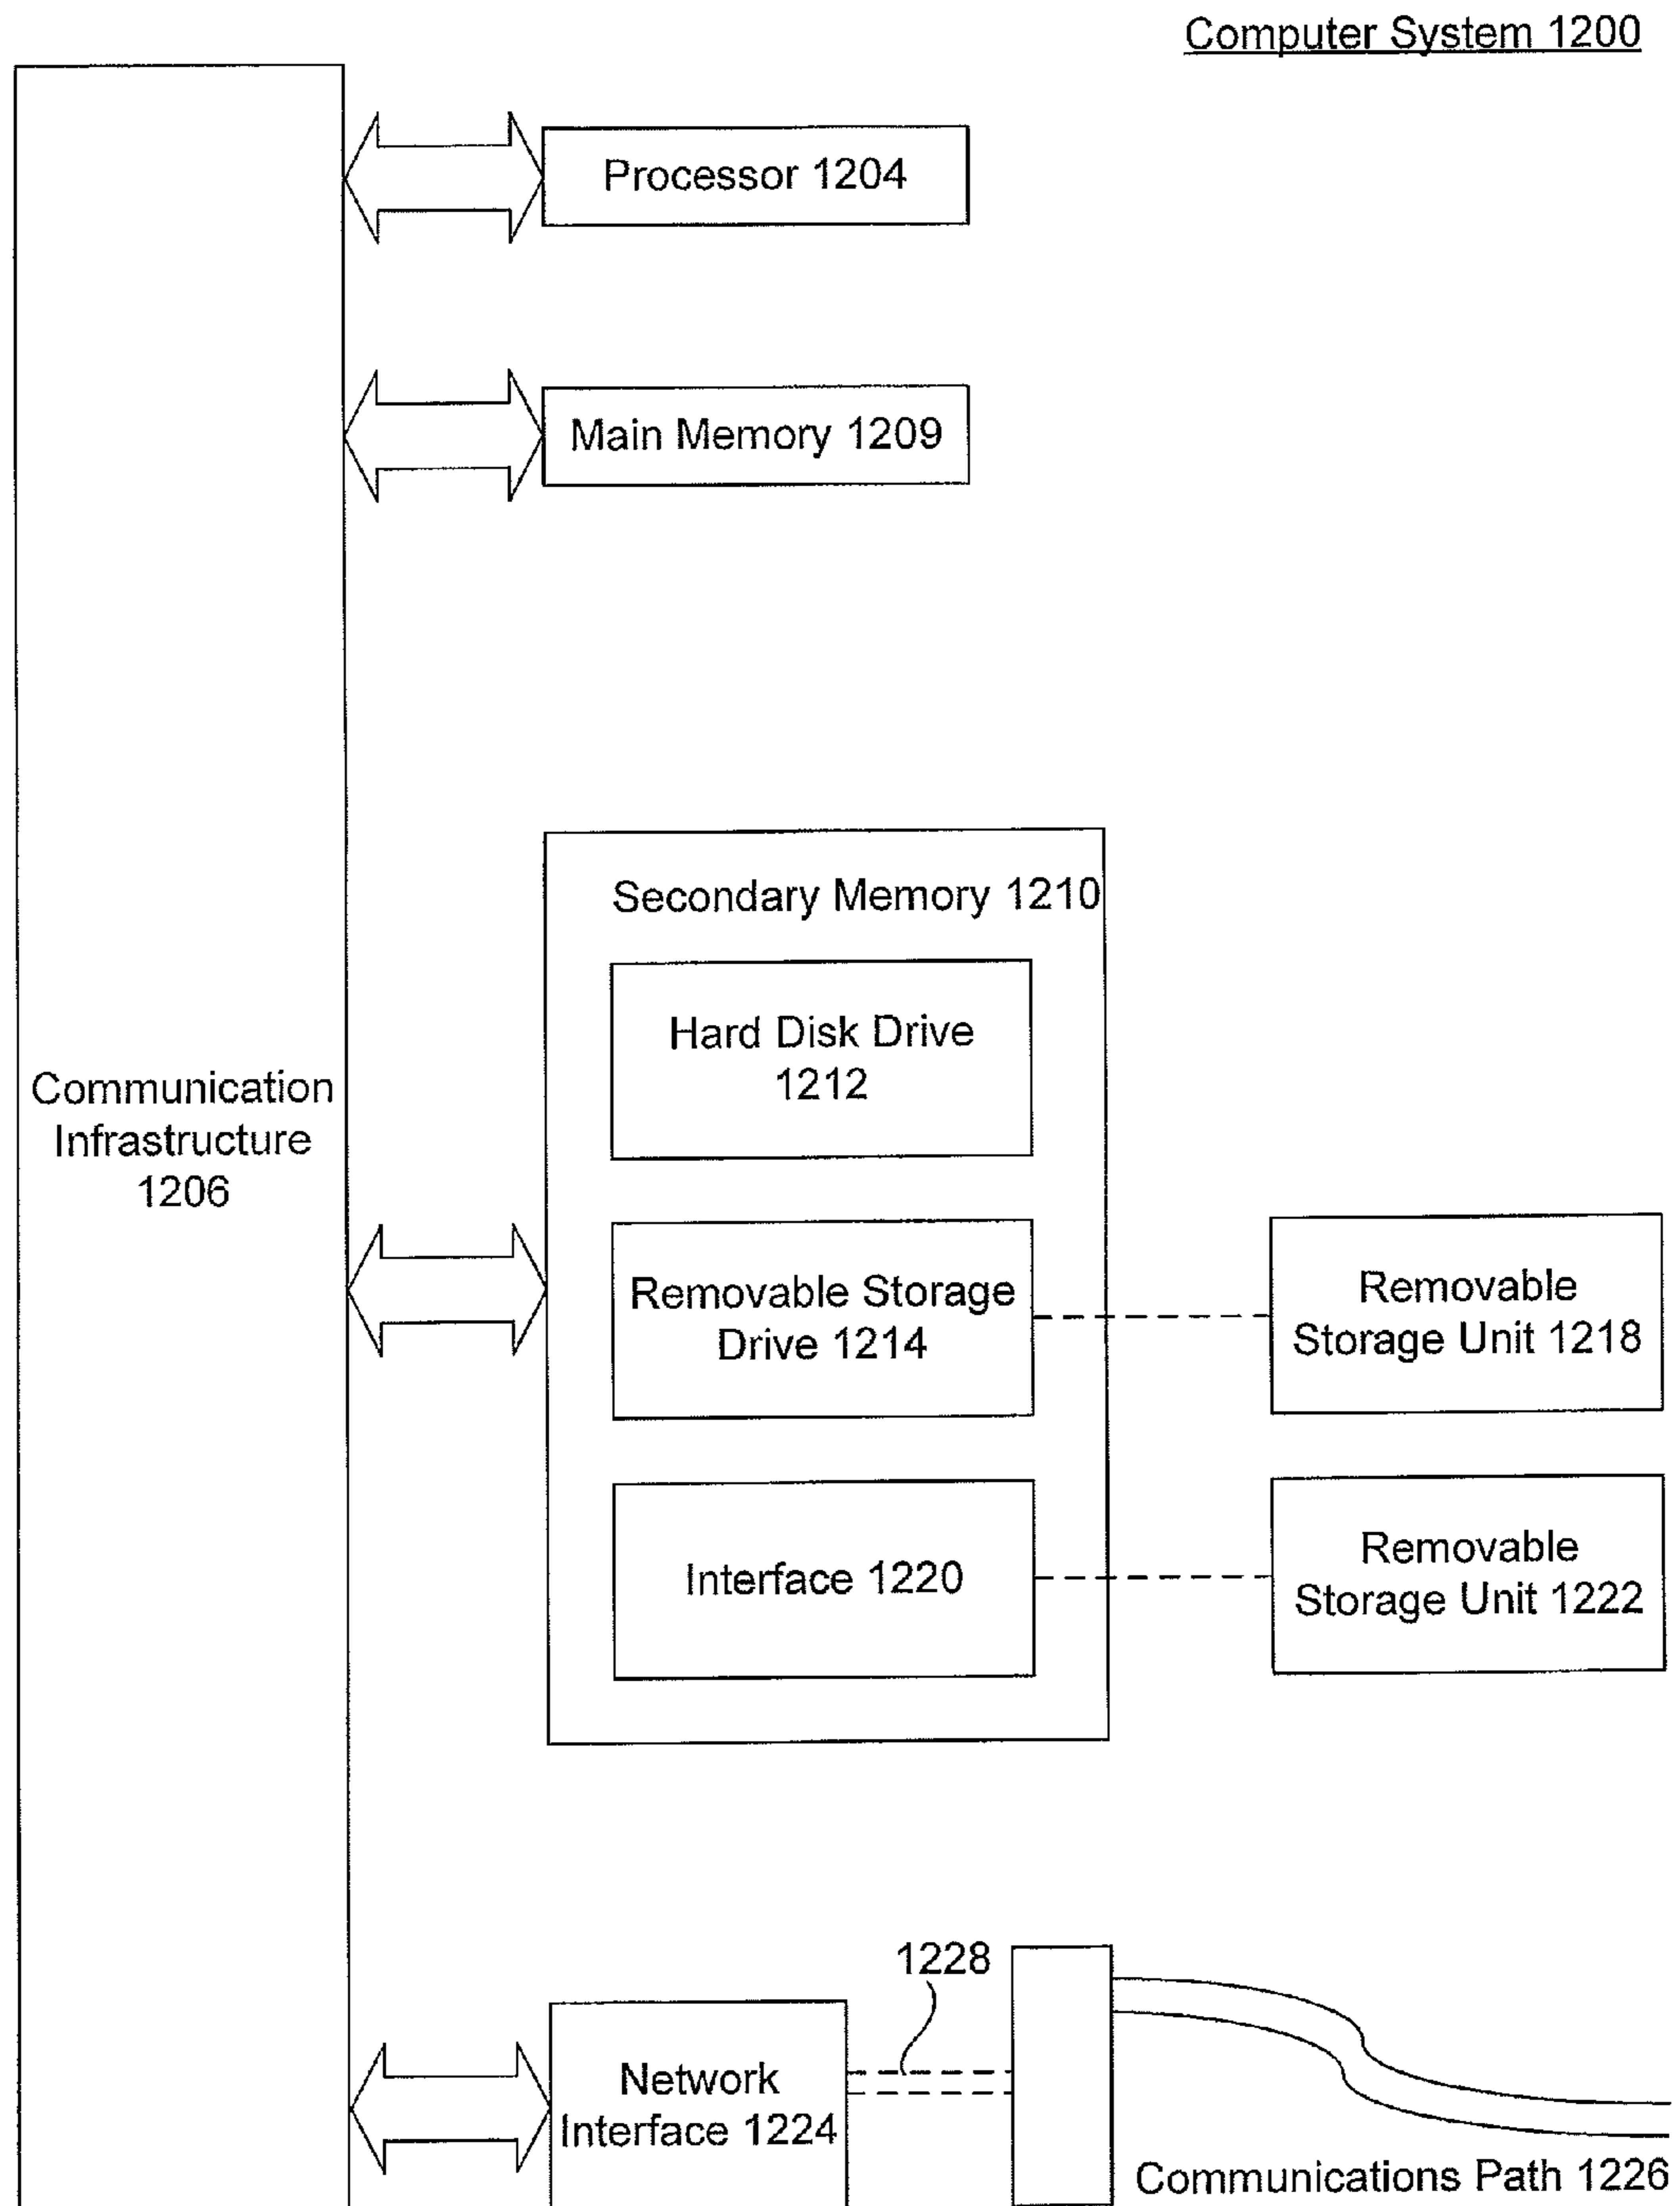 Computer System 1200
Processor 1204
Main Memory 1209
Secondary Memory 1210
Hard Disk Drive
1212
Communication
Infrastructure
1206
Removable Storage
Drive 1214
Removable
Storage Unit 1218
Interface 1220
Removable
Storage Unit 1222
1228
Network
Interface 1224
Communications Path 1226